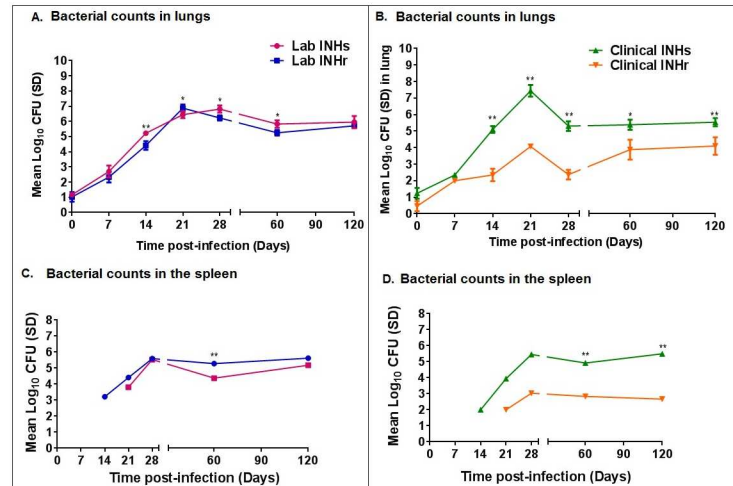 A. Bacterial counts in lungs
Lab INHs
Lab INHr
Mean Log10 CFU (SD)
10
9
8
7
6
5
4
3
2
1
0
** * * *
0 7 14 21 28 60 90 120
Time post-infection (Days)
B. Bacterial counts in lungs
Clinical INHs
Clinical INHr
Mean Log10 CFU (SD) in lung
10
9
8
7
6
5
4
3
2
1
0
** ** ** * **
0 7 14 21 28 60 90 120
Time post-infection (Days)
C. Bacterial counts in the spleen
Mean Log10 CFU (SD)
8
7
6
5
4
3
2
1
0
**
0 7 14 21 28 60 90 120
Time post-infection (Days)
D. Bacterial counts in the spleen
Mean Log10 CFU (SD)
8
7
6
5
4
3
2
1
0
** **
0 7 14 21 28 60 90 120
Time post-infection (Days)